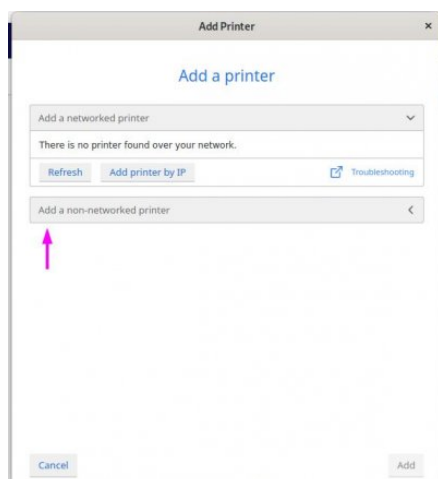 Add Printer
Add a printer
Add a networked printer
There is no printer found over your network.
Refresh Add printer by IP Troubleshooting
Add a non-networked printer
Cancel Add